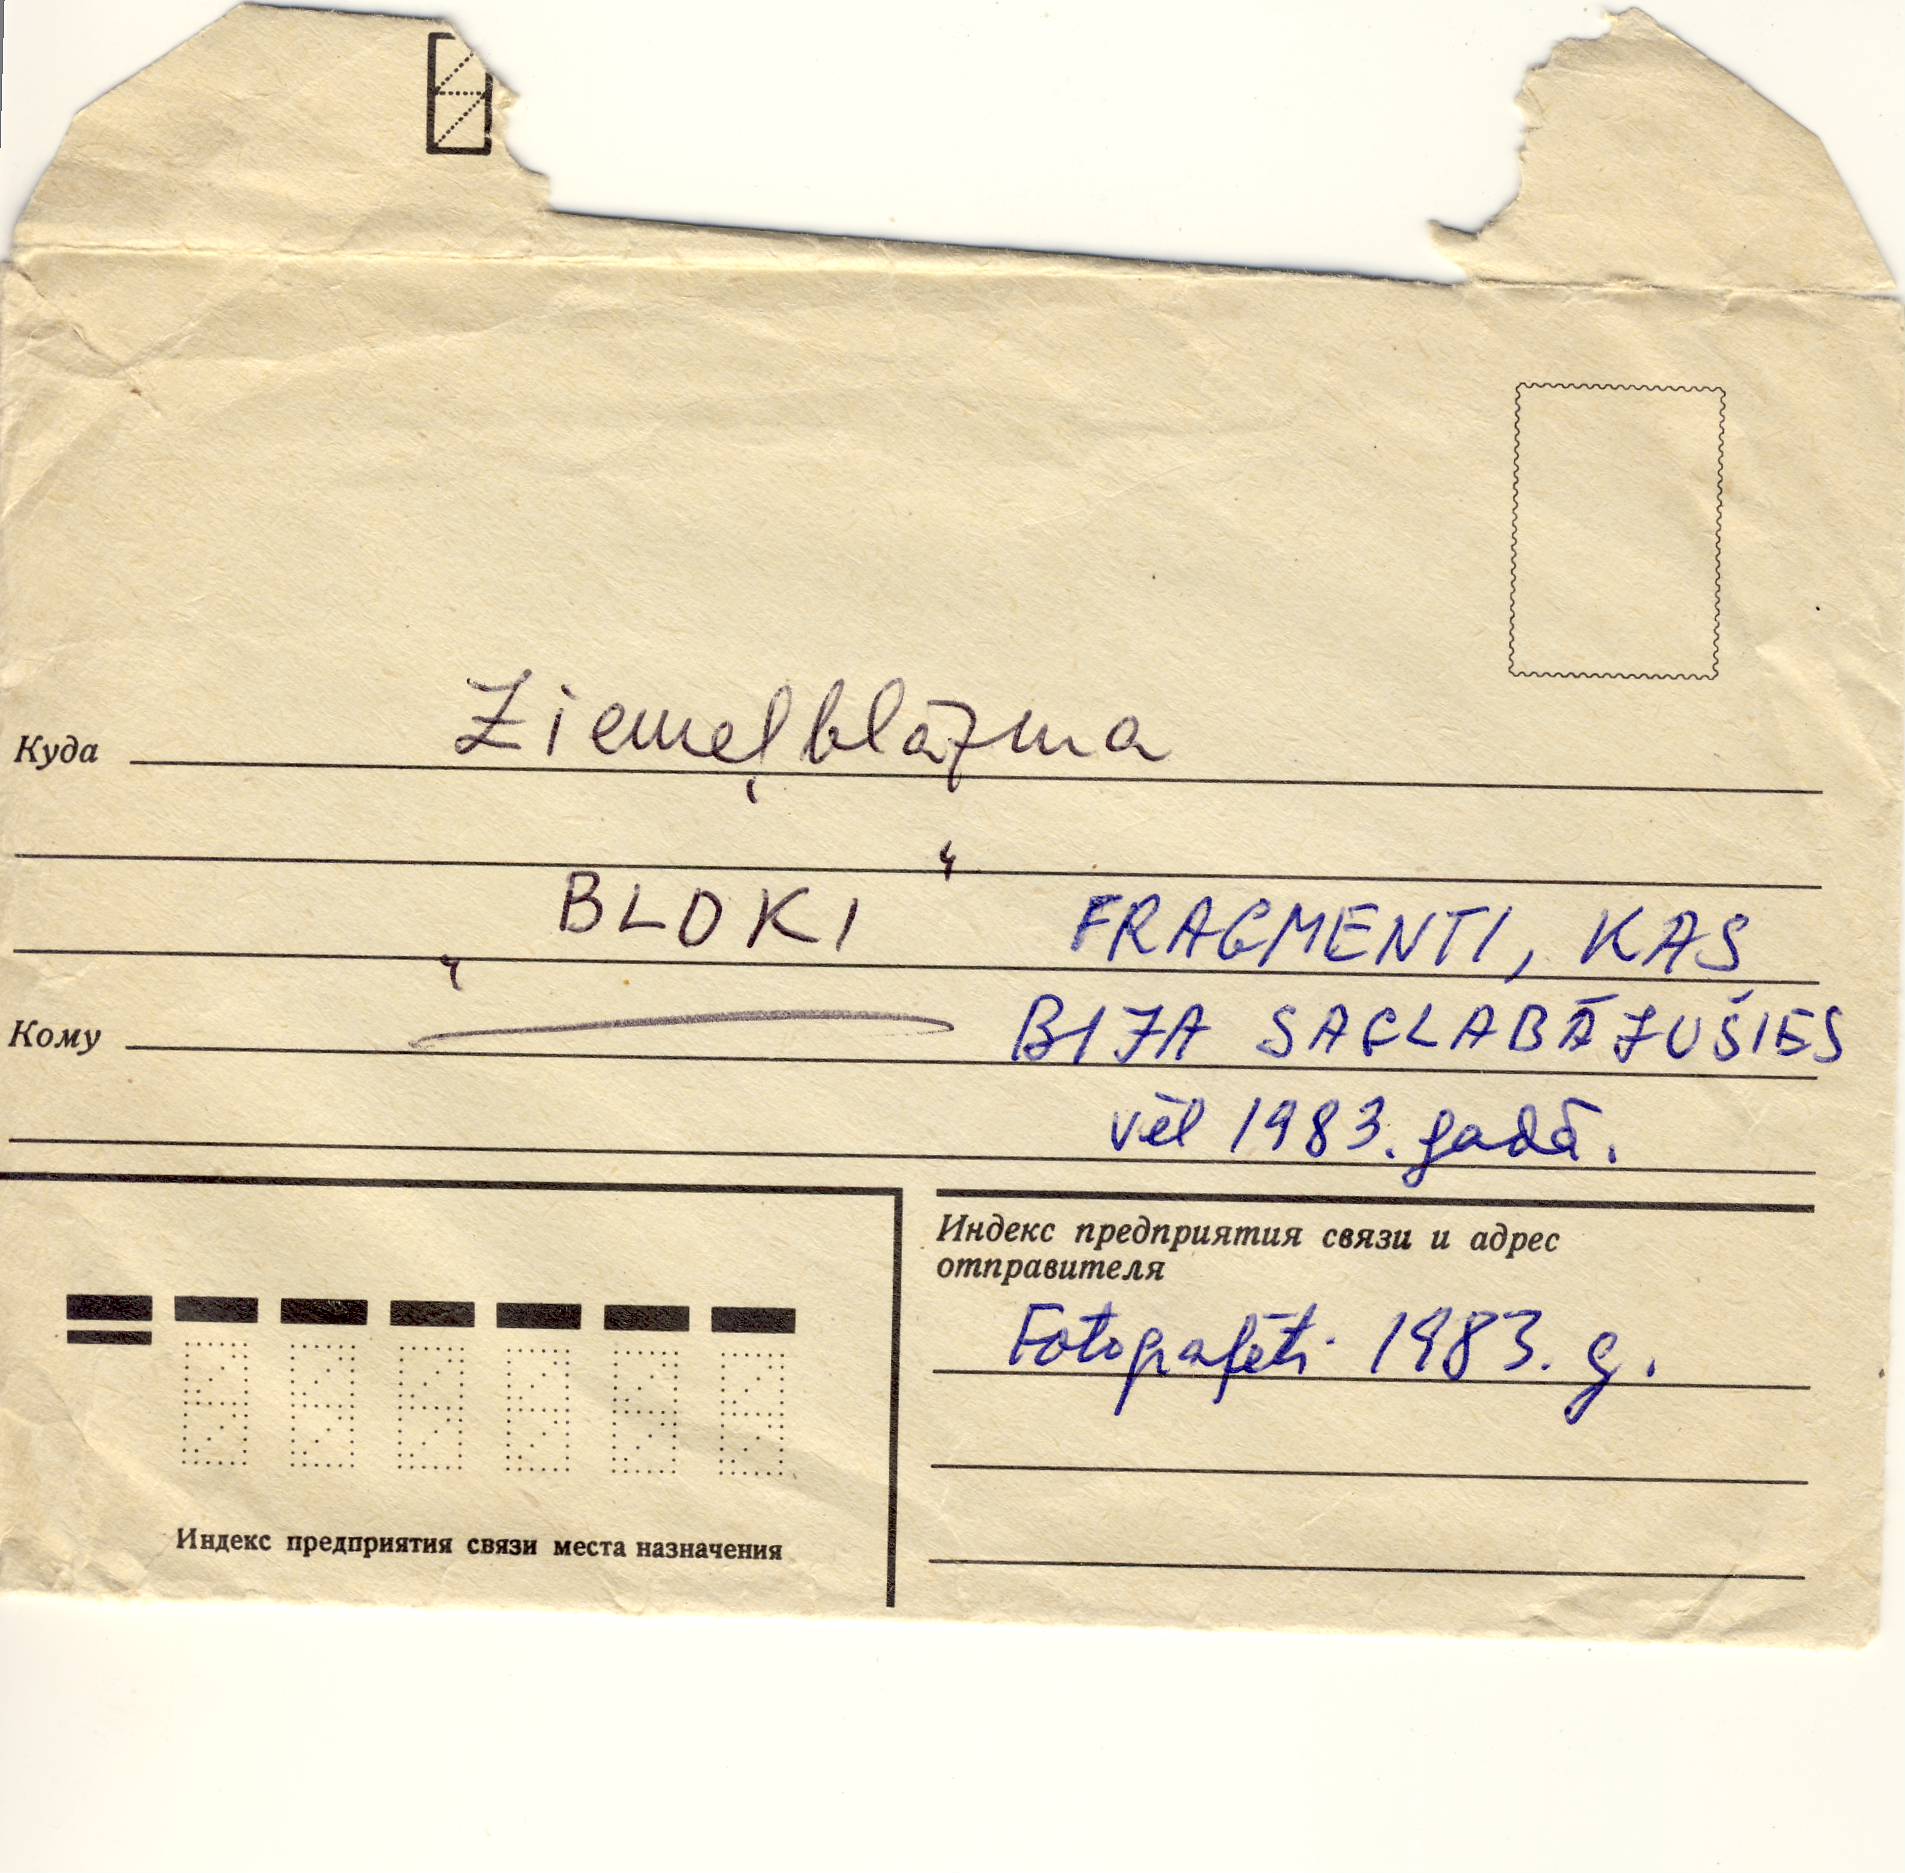 Куда Ziemeļblāzma
"BLOKI" FRAGMENTI, KAS
Кому BIJA SAGLABĀJUŠIES
vēl 1983. gadā.
Индекс предприятия связи и адрес
отправителя
Fotografēti 1983. g.
Индекс предприятия связи места назначения